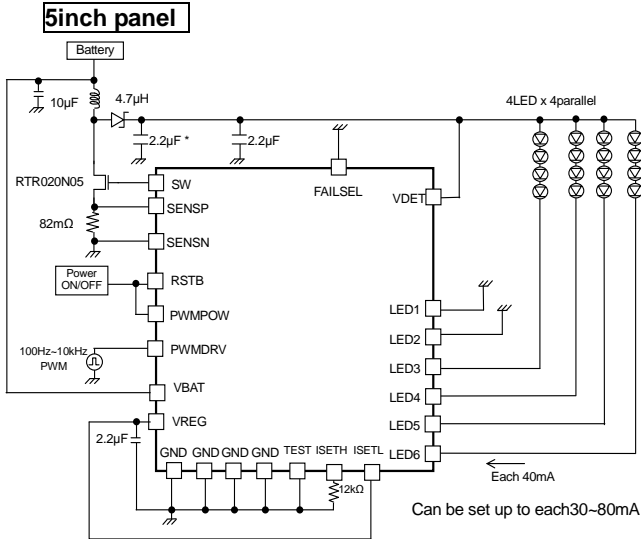 5inch panel
Battery
10µF
4.7µH
4LED x 4parallel
2.2µF *
2.2µF
RTR020N05
SW
FAILSEL
VDET
SENSP
82mΩ
SENSN
Power
ON/OFF
RSTB
PWMPOW
LED1
LED2
100Hz~10kHz
PWM
PWMDRV
LED3
VBAT
LED4
VREG
LED5
2.2µF
GND GND GND GND TEST ISETH ISETL
LED6
Each 40mA
12kΩ
Can be set up to each30~80mA